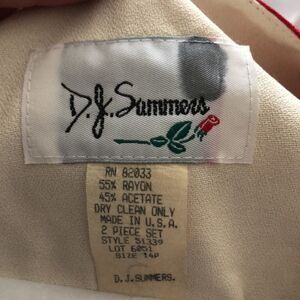 D.J. Summers
RN 82033
55% RAYON
45% ACETATE
DRY CLEAN ONLY
MADE IN U.S.A.
2 PIECE SET
STYLE 51339
LOT 6051
SIZE 14P
D.J.SUMMERS.